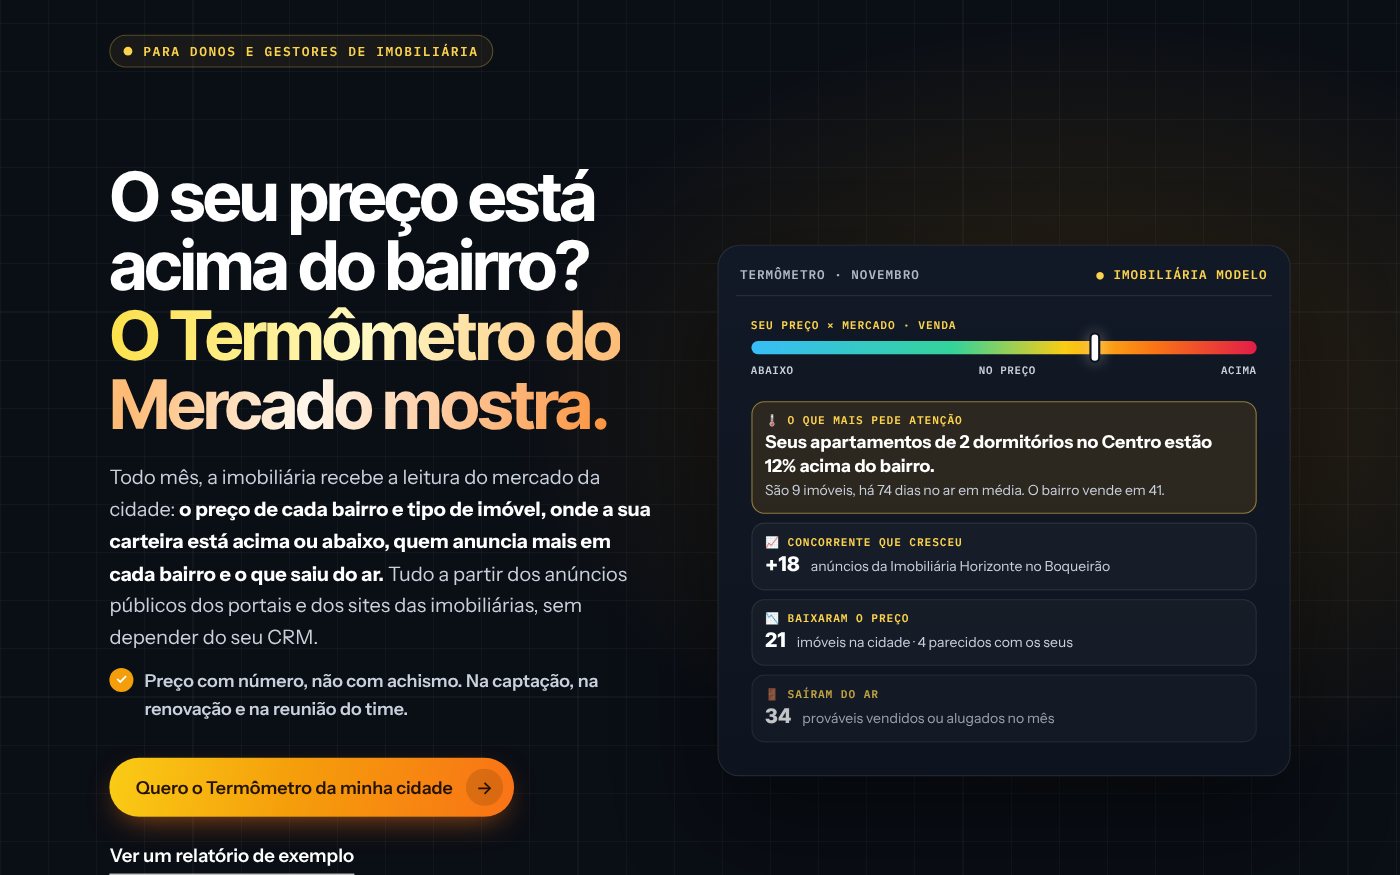 PARA DONOS E GESTORES DE IMOBILIÁRIA
O seu preço está
acima do bairro?
O Termômetro do
Mercado mostra.
Todo mês, a imobiliária recebe a leitura do mercado da
cidade: o preço de cada bairro e tipo de imóvel, onde a sua
carteira está acima ou abaixo, quem anuncia mais em
cada bairro e o que saiu do ar. Tudo a partir dos anúncios
públicos dos portais e dos sites das imobiliárias, sem
depender do seu CRM.
Preço com número, não com achismo. Na captação, na
renovação e na reunião do time.
Quero o Termômetro da minha cidade →
Ver um relatório de exemplo
TERMÔMETRO · NOVEMBRO
IMOBILIÁRIA MODELO
SEU PREÇO × MERCADO · VENDA
ABAIXO NO PREÇO ACIMA
O QUE MAIS PEDE ATENÇÃO
Seus apartamentos de 2 dormitórios no Centro estão
12% acima do bairro.
São 9 imóveis, há 74 dias no ar em média. O bairro vende em 41.
CONCORRENTE QUE CRESCEU
+18 anúncios da Imobiliária Horizonte no Boqueirão
BAIXARAM O PREÇO
21 imóveis na cidade · 4 parecidos com os seus
SAÍRAM DO AR
34 prováveis vendidos ou alugados no mês